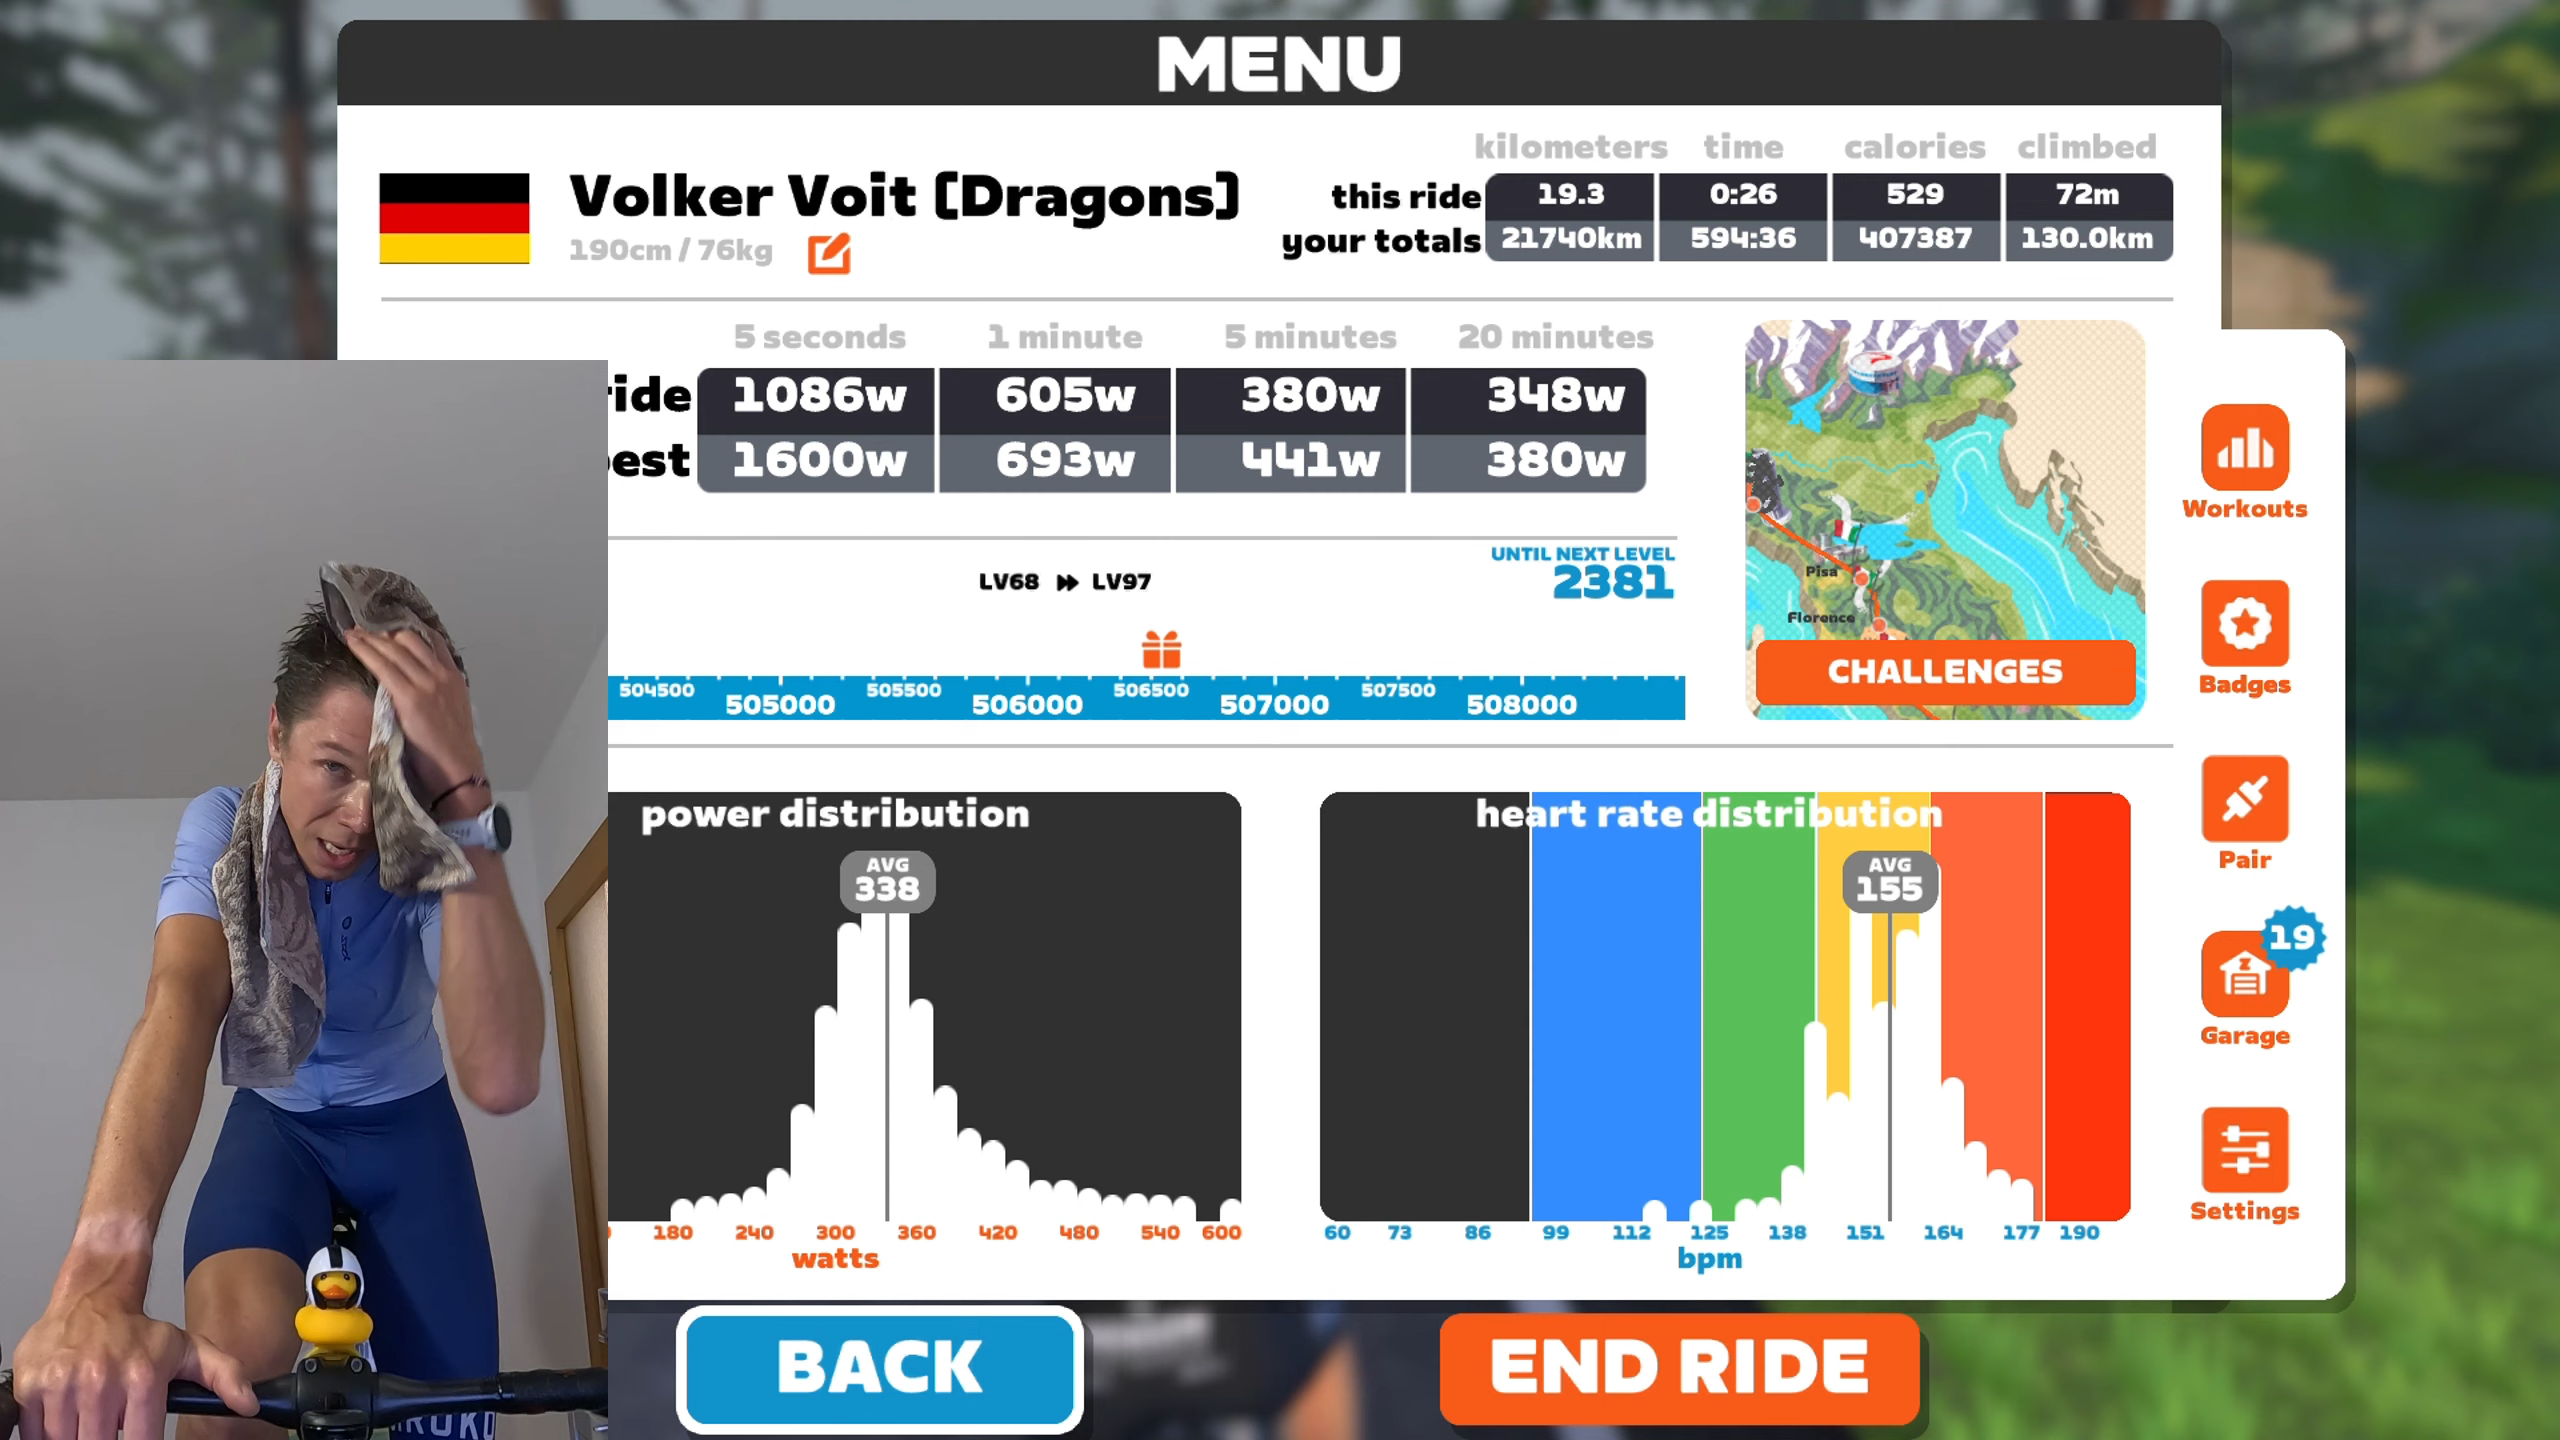 MENU
kilometers time calories climbed
Volker Voit (Dragons)
this ride 19.3 0:26 529 72m
190cm / 76kg
your totals 21740km 594:36 407387 130.0km
5 seconds 1 minute 5 minutes 20 minutes
ride 1086w 605w 380w 348w
est 1600w 693w 441w 380w
UNTIL NEXT LEVEL
LV68 LV97 2381
504500 505000 505500 506000 506500 507000 507500 508000
Pisa
Florence
CHALLENGES
Workouts
Badges
Pair
19
Garage
Settings
power distribution
AVG
338
180 240 300 360 420 480 540 600
watts
heart rate distribution
AVG
155
60 73 86 99 112 125 138 151 164 177 190
bpm
BACK
END RIDE